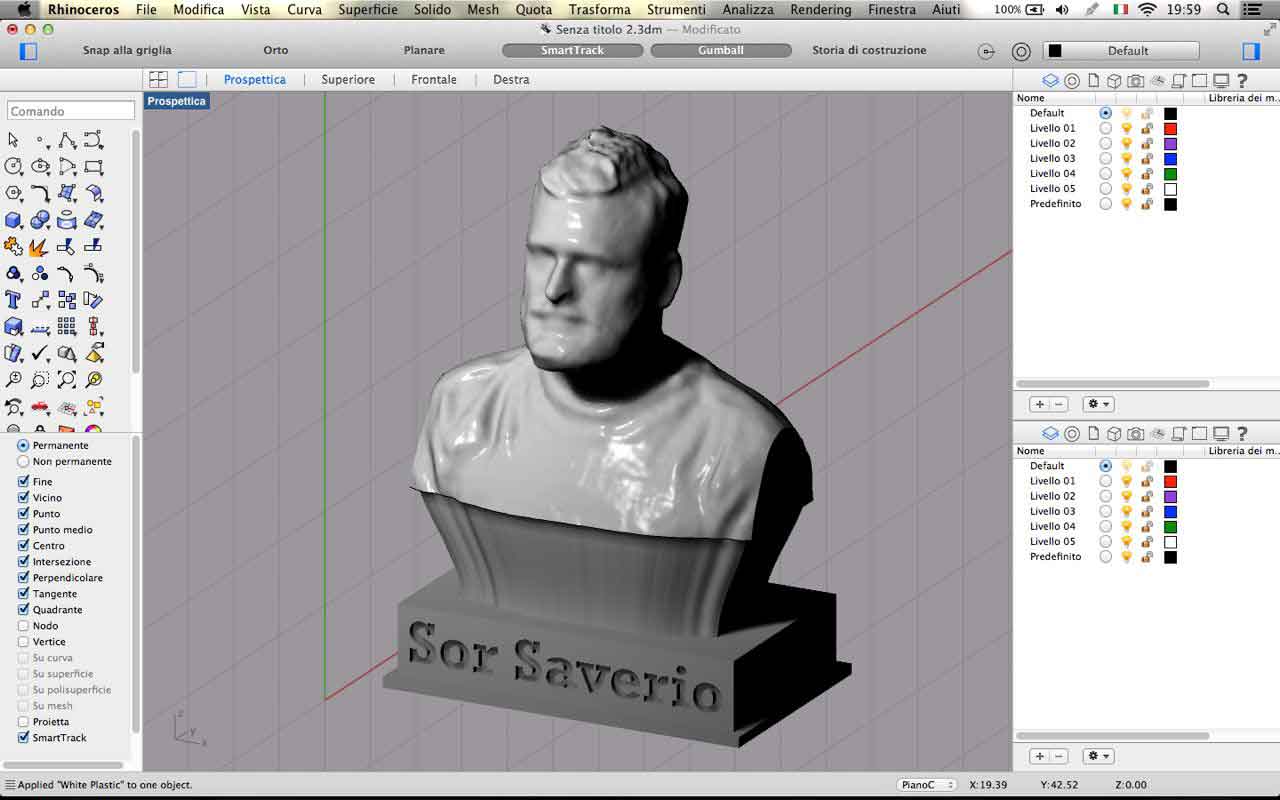 Rhinoceros File Modifica Vista Curva Superficie Solido Mesh Quota Trasforma Strumenti Analizza Rendering Finestra Aiuti 100% 19:59
Senza titolo 2.3dm — Modificato
Snap alla griglia Orto Planare SmartTrack Gumball Storia di costruzione Default
Prospettica Superiore Frontale Destra
Prospettica
Comando
Permanente
Non permanente
Fine
Vicino
Punto
Punto medio
Centro
Intersezione
Perpendicolare
Tangente
Quadrante
Nodo
Vertice
Su curva
Su superficie
Su polisuperficie
Su mesh
Proietta
SmartTrack
Sor Saverio
z
y
x
Nome Libreria dei m...
Default
Livello 01
Livello 02
Livello 03
Livello 04
Livello 05
Predefinito
Nome Libreria dei m...
Default
Livello 01
Livello 02
Livello 03
Livello 04
Livello 05
Predefinito
Applied "White Plastic" to one object. PianoC X:19.39 Y:42.52 Z:0.00